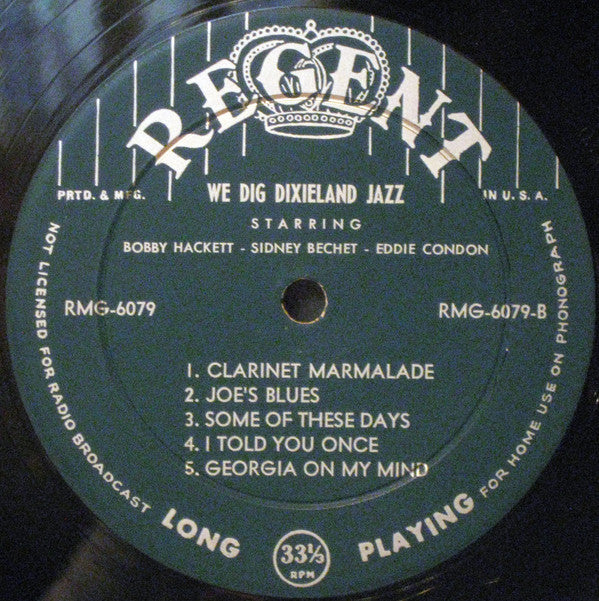 REGENT
PRTD. & MFG. IN U.S.A.
WE DIG DIXIELAND JAZZ
STARRING
BOBBY HACKETT - SIDNEY BECHET - EDDIE CONDON
RMG-6079 RMG-6079-B
1. CLARINET MARMALADE
2. JOE'S BLUES
3. SOME OF THESE DAYS
4. I TOLD YOU ONCE
5. GEORGIA ON MY MIND
NOT LICENSED FOR RADIO BROADCAST LONG 33⅓ RPM PLAYING FOR HOME USE ON PHONOGRAPH